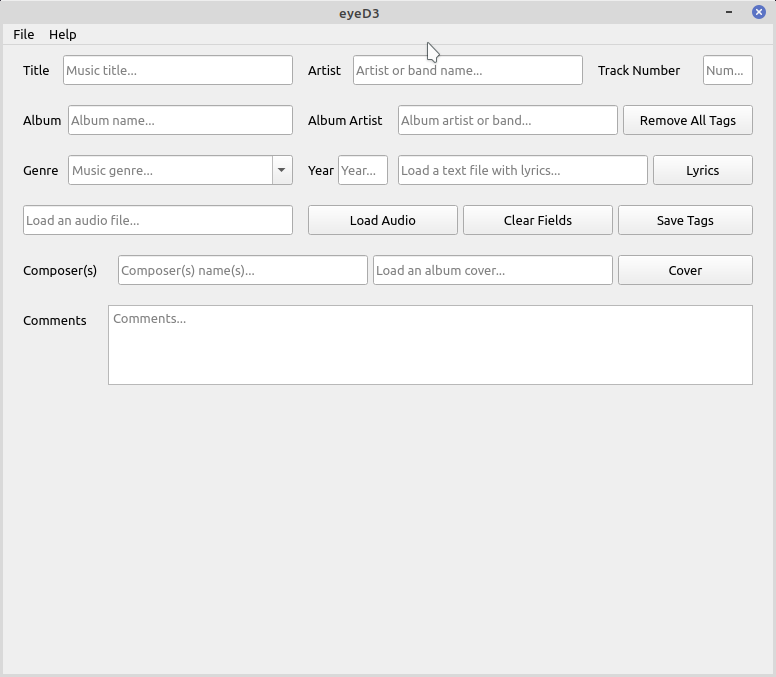 eyeD3
File Help
Title Music title... Artist Artist or band name... Track Number Num...
Album Album name... Album Artist Album artist or band... Remove All Tags
Genre Music genre... Year Year... Load a text file with lyrics... Lyrics
Load an audio file... Load Audio Clear Fields Save Tags
Composer(s) Composer(s) name(s)... Load an album cover... Cover
Comments Comments...